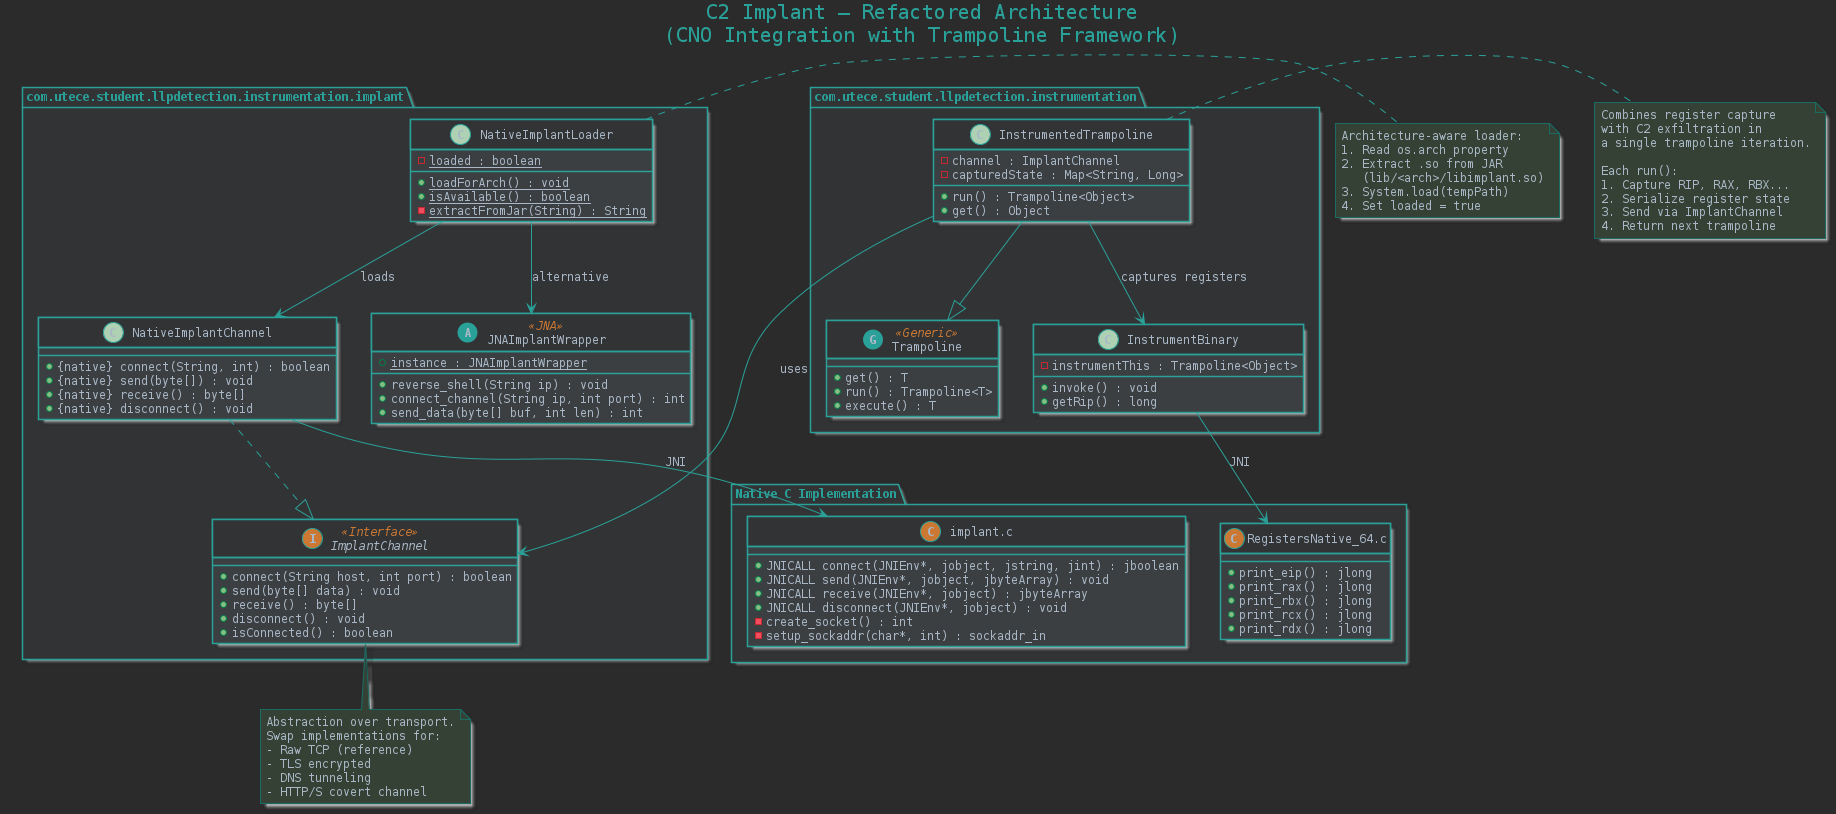 C2 Implant — Refactored Architecture
(CNO Integration with Trampoline Framework)
com.utece.student.llpdetection.instrumentation.implant
NativeImplantLoader
loaded : boolean
loadForArch() : void
isAvailable() : boolean
extractFromJar(String) : String
loads
alternative
C NativeImplantChannel
{native} connect(String, int) : boolean
{native} send(byte[]) : void
{native} receive() : byte[]
{native} disconnect() : void
A
«JNA»
JNAImplantWrapper
instance : JNAImplantWrapper
reverse_shell(String ip) : void
connect_channel(String ip, int port) : int
send_data(byte[] buf, int len) : int
I
«Interface»
ImplantChannel
connect(String host, int port) : boolean
send(byte[] data) : void
receive() : byte[]
disconnect() : void
isConnected() : boolean
Abstraction over transport.
Swap implementations for:
- Raw TCP (reference)
- TLS encrypted
- DNS tunneling
- HTTP/S covert channel
com.utece.student.llpdetection.instrumentation
C InstrumentedTrampoline
channel : ImplantChannel
capturedState : Map<String, Long>
run() : Trampoline<Object>
get() : Object
captures registers
uses
G
«Generic»
Trampoline
get() : T
run() : Trampoline<T>
execute() : T
C InstrumentBinary
instrumentThis : Trampoline<Object>
invoke() : void
getRip() : long
JNI
JNI
Native C Implementation
C implant.c
JNICALL connect(JNIEnv*, jobject, jstring, jint) : jboolean
JNICALL send(JNIEnv*, jobject, jbyteArray) : void
JNICALL receive(JNIEnv*, jobject) : jbyteArray
JNICALL disconnect(JNIEnv*, jobject) : void
create_socket() : int
setup_sockaddr(char*, int) : sockaddr_in
C RegistersNative_64.c
print_eip() : jlong
print_rax() : jlong
print_rbx() : jlong
print_rcx() : jlong
print_rdx() : jlong
Architecture-aware loader:
1. Read os.arch property
2. Extract .so from JAR
(lib/<arch>/libimplant.so)
3. System.load(tempPath)
4. Set loaded = true
Combines register capture
with C2 exfiltration in
a single trampoline iteration.
Each run():
1. Capture RIP, RAX, RBX...
2. Serialize register state
3. Send via ImplantChannel
4. Return next trampoline